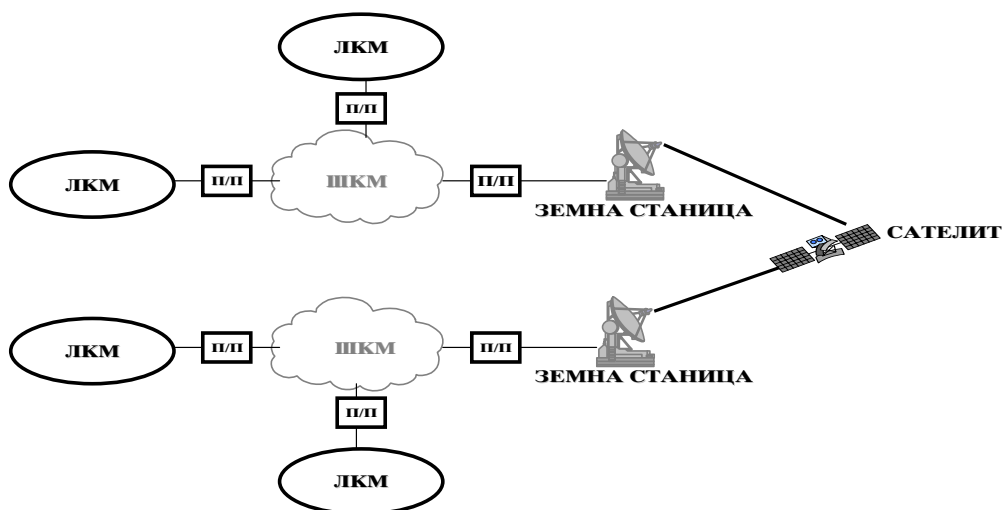 ЛКМ
П/П
ЛКМ
П/П
ШКМ
П/П
ЗЕМНА СТАНИЦА
САТЕЛИТ
ЛКМ
П/П
ШКМ
П/П
ЗЕМНА СТАНИЦА
П/П
ЛКМ